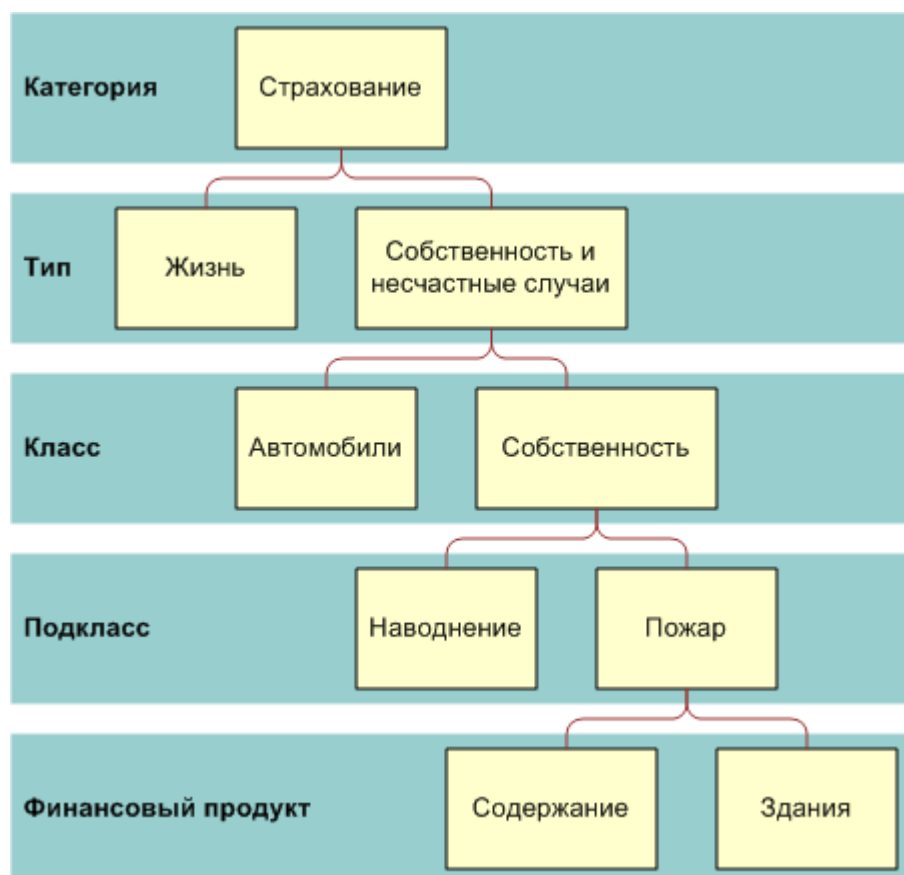 Категория
Страхование
Тип
Жизнь
Собственность и
несчастные случаи
Класс
Автомобили
Собственность
Подкласс
Наводнение
Пожар
Финансовый продукт
Содержание
Здания